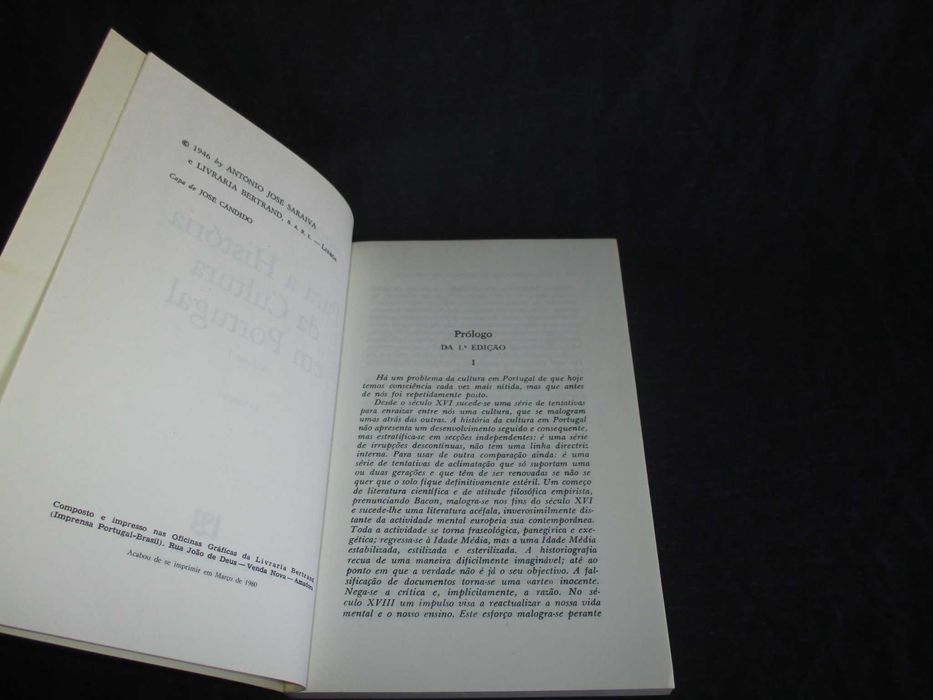 © 1946 by ANTÓNIO JOSÉ SARAIVA
e LIVRARIA BERTRAND, S. A. R. L. — Lisboa
Capa de JOSÉ CÂNDIDO
Para a História
da Cultura
em Portugal
Composto e impresso nas Oficinas Gráficas da Livraria Bertrand
(Imprensa Portugal-Brasil). Rua João de Deus — Venda Nova — Amadora
Acabou de se imprimir em Março de 1980
Prólogo
DA 1.ª EDIÇÃO
I
Há um problema da cultura em Portugal de que hoje
temos consciência cada vez mais nítida, mas que antes
de nós foi repetidamente posto.
Desde o século XVI sucede-se uma série de tentativas
para enraizar entre nós uma cultura, que se malogram
umas atrás das outras. A história da cultura em Portugal
não apresenta um desenvolvimento seguido e consequente,
mas estratifica-se em secções independentes: é uma série
de irrupções descontínuas, não tem uma linha directriz
interna. Para usar de outra comparação ainda: é uma
série de tentativas de aclimatação que só suportam uma
ou duas gerações e que têm de ser renovadas se não se
quer que o solo fique definitivamente estéril. Um começo
de literatura científica e de atitude filosófica empirista,
prenunciando Bacon, malogra-se nos fins do século XVI
e sucede-lhe uma literatura acéfala, inverosimilmente distante
da actividade mental europeia sua contemporânea.
Toda a actividade se torna fraseológica, panegírica e exe-
gética; regressa-se à Idade Média, mas a uma Idade Média
estabilizada, estilizada e esterilizada. A historiografia
recua de uma maneira dificilmente imaginável; até ao
ponto em que a verdade não é já o seu objectivo. A fal-
sificação de documentos torna-se uma «arte» inocente.
Nega-se a crítica e, implicitamente, a razão. No sé-
culo XVIII um impulso visa a reactualizar a nossa vida
mental e o nosso ensino. Este esforço malogra-se perante